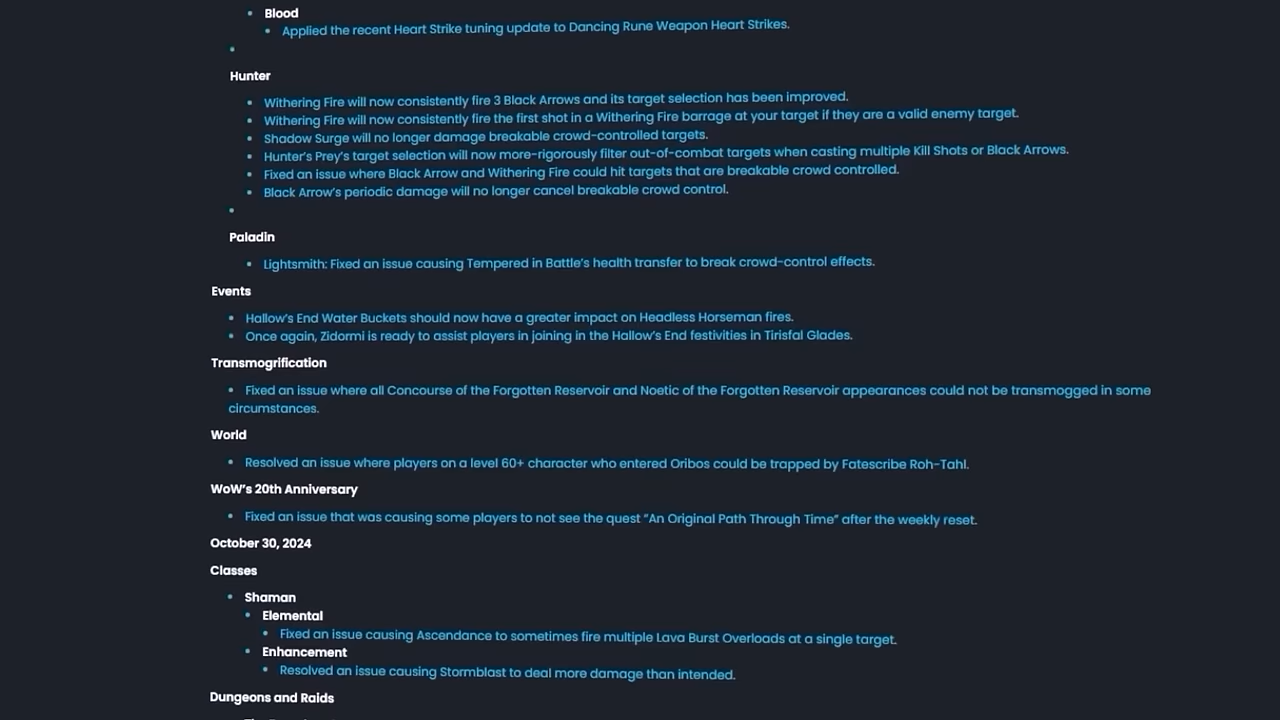 Blood
Applied the recent Heart Strike tuning update to Dancing Rune Weapon Heart Strikes.
Hunter
Withering Fire will now consistently fire 3 Black Arrows and its target selection has been improved.
Withering Fire will now consistently fire the first shot in a Withering Fire barrage at your target if they are a valid enemy target.
Shadow Surge will no longer damage breakable crowd-controlled targets.
Hunter's Prey's target selection will now more-rigorously filter out-of-combat targets when casting multiple Kill Shots or Black Arrows.
Fixed an issue where Black Arrow and Withering Fire could hit targets that are breakable crowd controlled.
Black Arrow's periodic damage will no longer cancel breakable crowd control.
Paladin
Lightsmith: Fixed an issue causing Tempered in Battle's health transfer to break crowd-control effects.
Events
Hallow's End Water Buckets should now have a greater impact on Headless Horseman fires.
Once again, Zidormi is ready to assist players in joining in the Hallow's End festivities in Tirisfal Glades.
Transmogrification
Fixed an issue where all Concourse of the Forgotten Reservoir and Noetic of the Forgotten Reservoir appearances could not be transmogged in some
circumstances.
World
Resolved an issue where players on a level 60+ character who entered Oribos could be trapped by Fatescribe Roh-Tahl.
WoW's 20th Anniversary
Fixed an issue that was causing some players to not see the quest "An Original Path Through Time" after the weekly reset.
October 30, 2024
Classes
Shaman
Elemental
Fixed an issue causing Ascendance to sometimes fire multiple Lava Burst Overloads at a single target.
Enhancement
Resolved an issue causing Stormblast to deal more damage than intended.
Dungeons and Raids